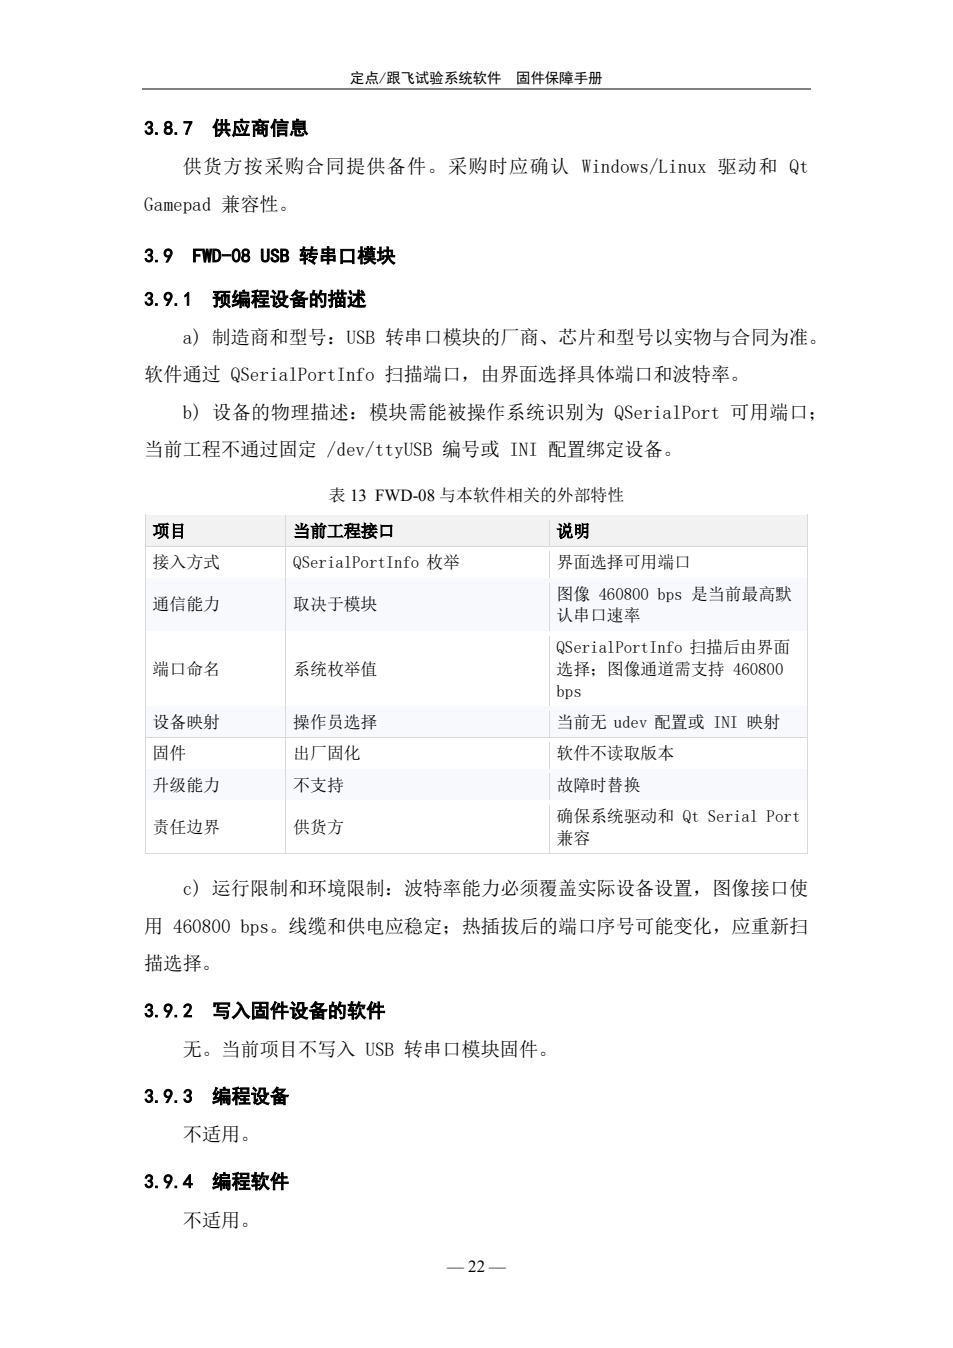 定点/跟飞试验系统软件　固件保障手册
3.8.7　供应商信息
供货方按采购合同提供备件。采购时应确认 Windows/Linux 驱动和 Qt
Gamepad 兼容性。
3.9　FWD-08 USB 转串口模块
3.9.1　预编程设备的描述
a）制造商和型号：USB 转串口模块的厂商、芯片和型号以实物与合同为准。
软件通过 QSerialPortInfo 扫描端口，由界面选择具体端口和波特率。
b）设备的物理描述：模块需能被操作系统识别为 QSerialPort 可用端口；
当前工程不通过固定 /dev/ttyUSB 编号或 INI 配置绑定设备。
表 13 FWD-08 与本软件相关的外部特性
项目 当前工程接口 说明
接入方式 QSerialPortInfo 枚举 界面选择可用端口
通信能力 取决于模块 图像 460800 bps 是当前最高默
认串口速率
端口命名 系统枚举值 QSerialPortInfo 扫描后由界面
选择；图像通道需支持 460800
bps
设备映射 操作员选择 当前无 udev 配置或 INI 映射
固件 出厂固化 软件不读取版本
升级能力 不支持 故障时替换
责任边界 供货方 确保系统驱动和 Qt Serial Port
兼容
c）运行限制和环境限制：波特率能力必须覆盖实际设备设置，图像接口使
用 460800 bps。线缆和供电应稳定；热插拔后的端口序号可能变化，应重新扫
描选择。
3.9.2　写入固件设备的软件
无。当前项目不写入 USB 转串口模块固件。
3.9.3　编程设备
不适用。
3.9.4　编程软件
不适用。
— 22 —